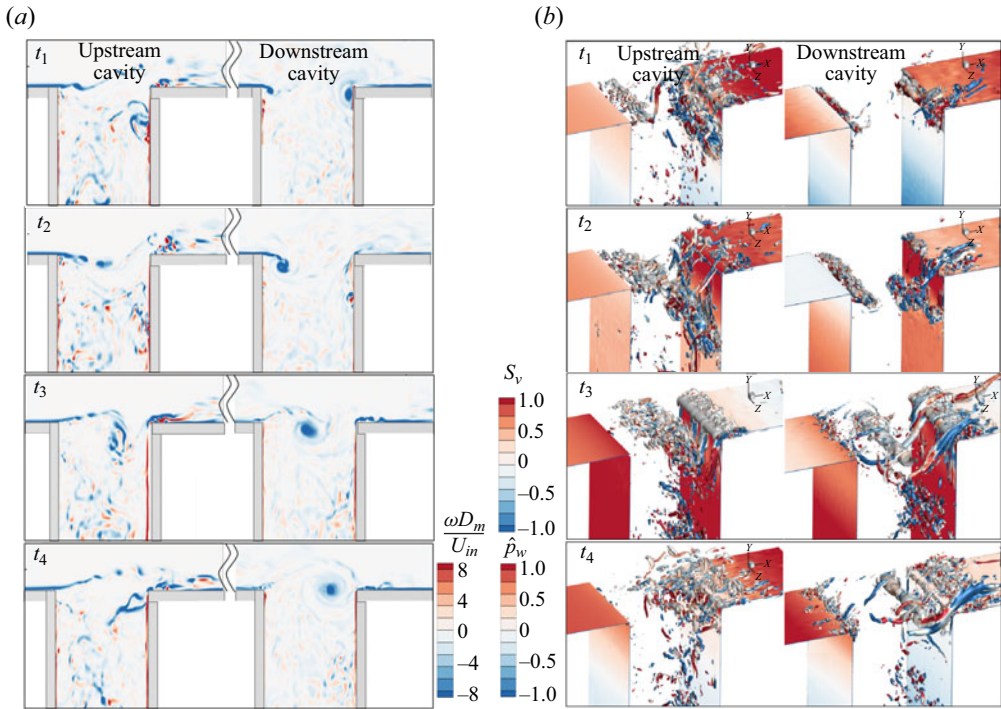 (a)
(b)
t1
Upstream
cavity
Downstream
cavity
t2
t3
t4
ωDm
Uin
8
4
0
–4
–8
Sv
1.0
0.5
0
–0.5
–1.0
p̂w
1.0
0.5
0
–0.5
–1.0
t1
Upstream
cavity
Downstream
cavity
Y
X
Z
Y
X
Z
t2
Y
X
Z
Y
X
Z
t3
Y
X
Z
Y
X
Z
t4
Y
X
Z
Y
X
Z